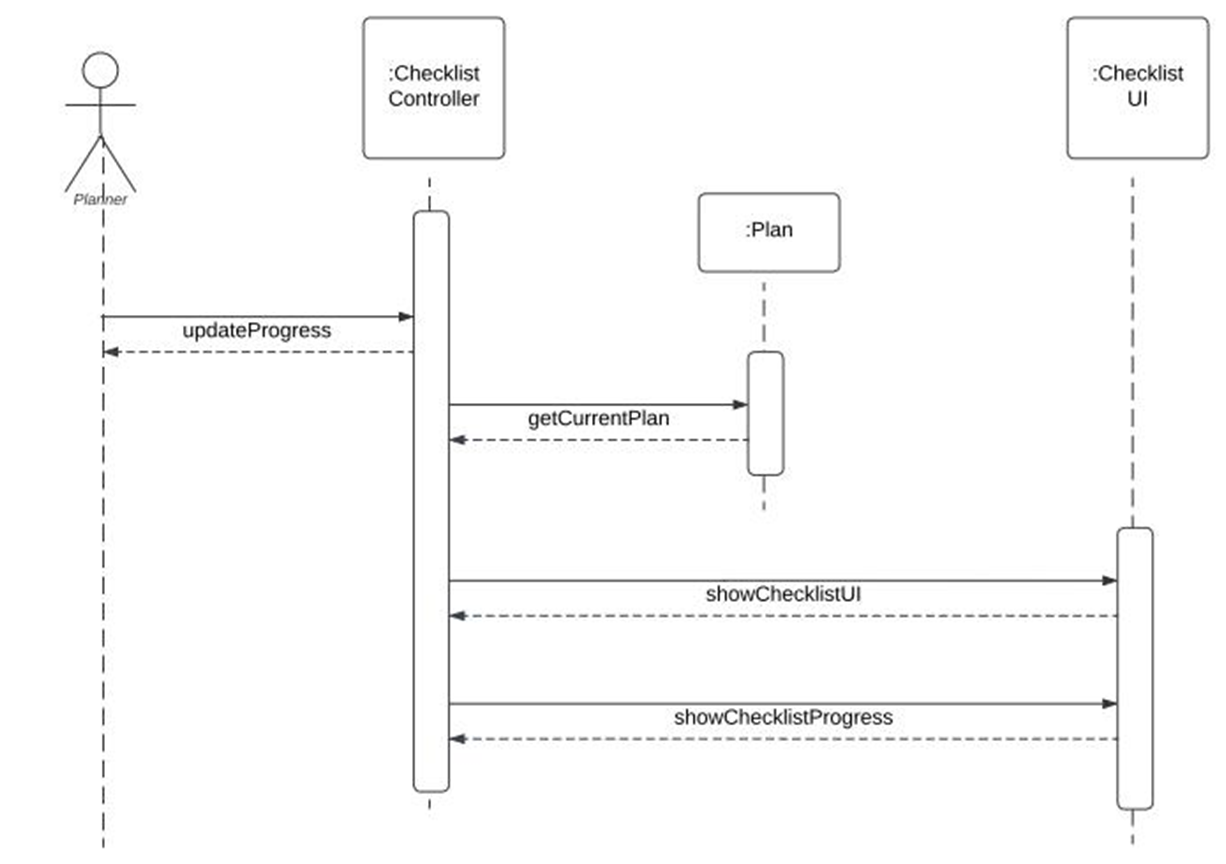 :Checklist
Controller
:Checklist
UI
Planner
:Plan
updateProgress
getCurrentPlan
showChecklistUI
showChecklistProgress